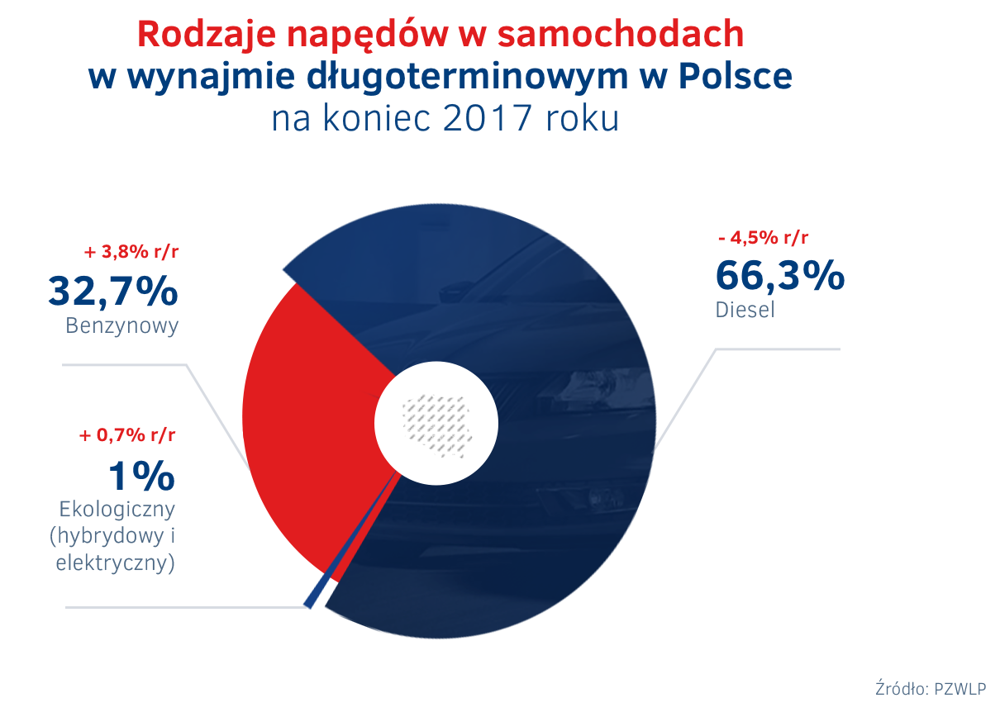 Rodzaje napędów w samochodach
w wynajmie długoterminowym w Polsce
na koniec 2017 roku
+ 3,8% r/r
32,7%
Benzynowy
- 4,5% r/r
66,3%
Diesel
+ 0,7% r/r
1%
Ekologiczny
(hybrydowy i
elektryczny)
Źródło: PZWLP